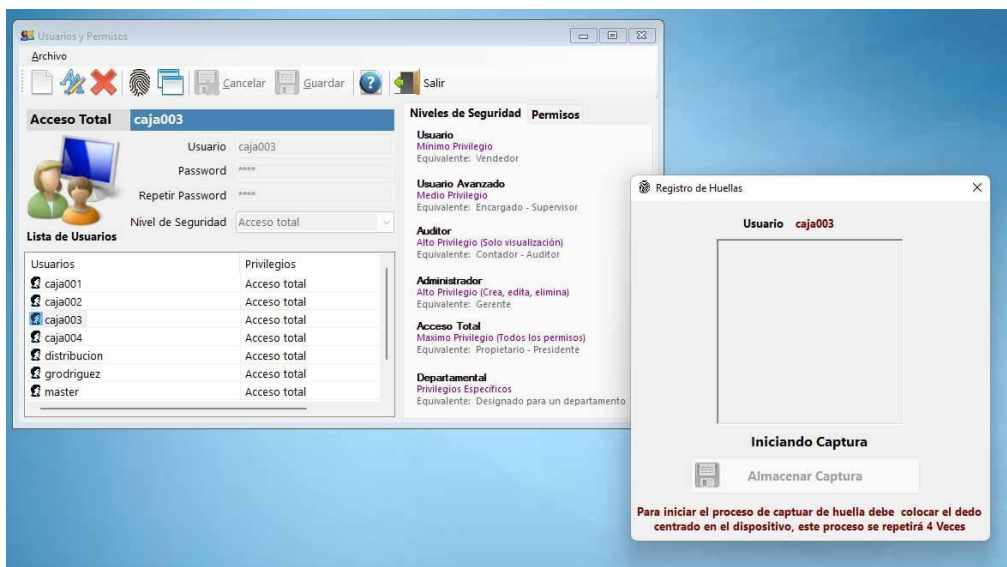 Usuarios y Permisos
Archivo
Cancelar Guardar Salir
Acceso Total caja003
Usuario caja003
Password ****
Repetir Password ****
Nivel de Seguridad Acceso total
Lista de Usuarios
Usuarios Privilegios
caja001 Acceso total
caja002 Acceso total
caja003 Acceso total
caja004 Acceso total
distribucion Acceso total
grodriguez Acceso total
master Acceso total
Niveles de Seguridad Permisos
Usuario
Mínimo Privilegio
Equivalente: Vendedor
Usuario Avanzado
Medio Privilegio
Equivalente: Encargado - Supervisor
Auditor
Alto Privilegio (Solo visualización)
Equivalente: Contador - Auditor
Administrador
Alto Privilegio (Crea, edita, elimina)
Equivalente: Gerente
Acceso Total
Maximo Privilegio (Todos los permisos)
Equivalente: Propietario - Presidente
Departamental
Privilegios Específicos
Equivalente: Designado para un departamento
Registro de Huellas
Usuario caja003
Iniciando Captura
Almacenar Captura
Para iniciar el proceso de captuar de huella debe colocar el dedo
centrado en el dispositivo, este proceso se repetirá 4 Veces